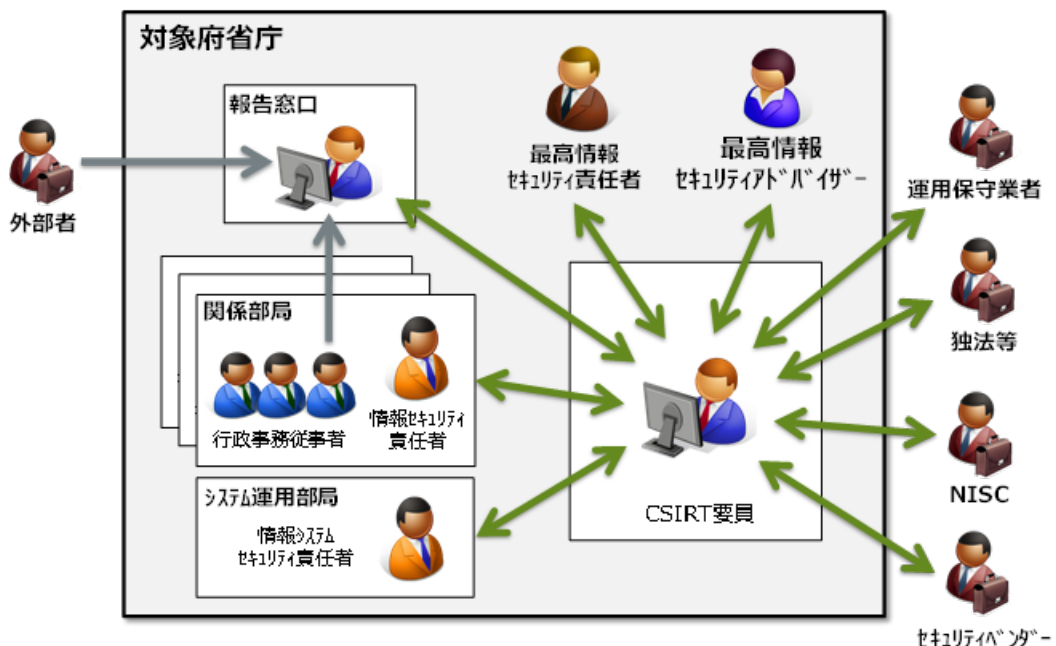 対象府省庁
報告窓口
外部者
最高情報
セキュリティ責任者
最高情報
セキュリティアドバイザー
運用保守業者
独法等
関係部局
行政事務従事者
情報セキュリティ
責任者
システム運用部局
情報システム
セキュリティ責任者
CSIRT要員
NISC
セキュリティベンダー